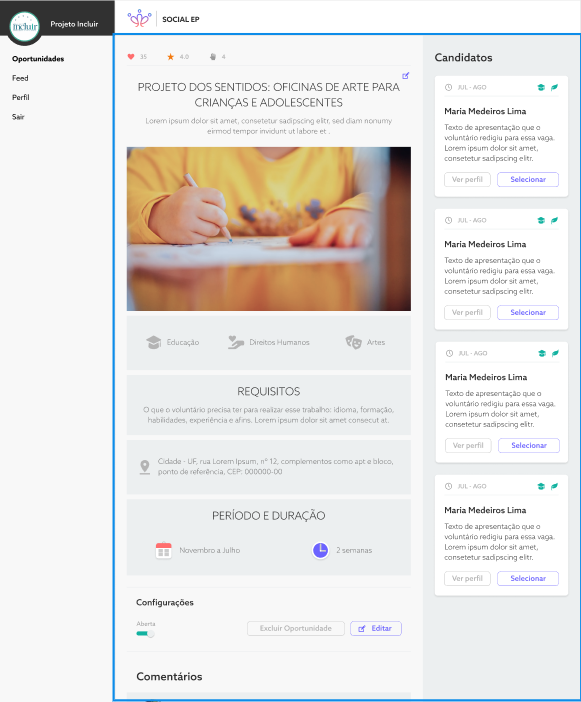 incluir
Projeto Incluir
SOCIAL EP
Oportunidades
Feed
Perfil
Sair
35
4.0
4
PROJETO DOS SENTIDOS: OFICINAS DE ARTE PARA
CRIANÇAS E ADOLESCENTES
Lorem ipsum dolor sit amet, consetetur sadipscing elitr, sed diam nonumy
eirmod tempor invidunt ut labore et .
Educação
Direitos Humanos
Artes
REQUISITOS
O que o voluntário precisa ter para realizar esse trabalho: idioma, formação,
habilidades, experiência e afins. Lorem ipsum dolor sit amet consecut at.
Cidade - UF, rua Lorem Ipsum, nº 12, complementos como apt e bloco,
ponto de referência, CEP: 000000-00
PERÍODO E DURAÇÃO
Novembro a Julho
2 semanas
Configurações
Aberta
Excluir Oportunidade
Editar
Comentários
Candidatos
JUL - AGO
Maria Medeiros Lima
Texto de apresentação que o
voluntário redigiu para essa vaga.
Lorem ipsum dolor sit amet,
consetetur sadipscing elitr.
Ver perfil
Selecionar
JUL - AGO
Maria Medeiros Lima
Texto de apresentação que o
voluntário redigiu para essa vaga.
Lorem ipsum dolor sit amet,
consetetur sadipscing elitr.
Ver perfil
Selecionar
JUL - AGO
Maria Medeiros Lima
Texto de apresentação que o
voluntário redigiu para essa vaga.
Lorem ipsum dolor sit amet,
consetetur sadipscing elitr.
Ver perfil
Selecionar
JUL - AGO
Maria Medeiros Lima
Texto de apresentação que o
voluntário redigiu para essa vaga.
Lorem ipsum dolor sit amet,
consetetur sadipscing elitr.
Ver perfil
Selecionar